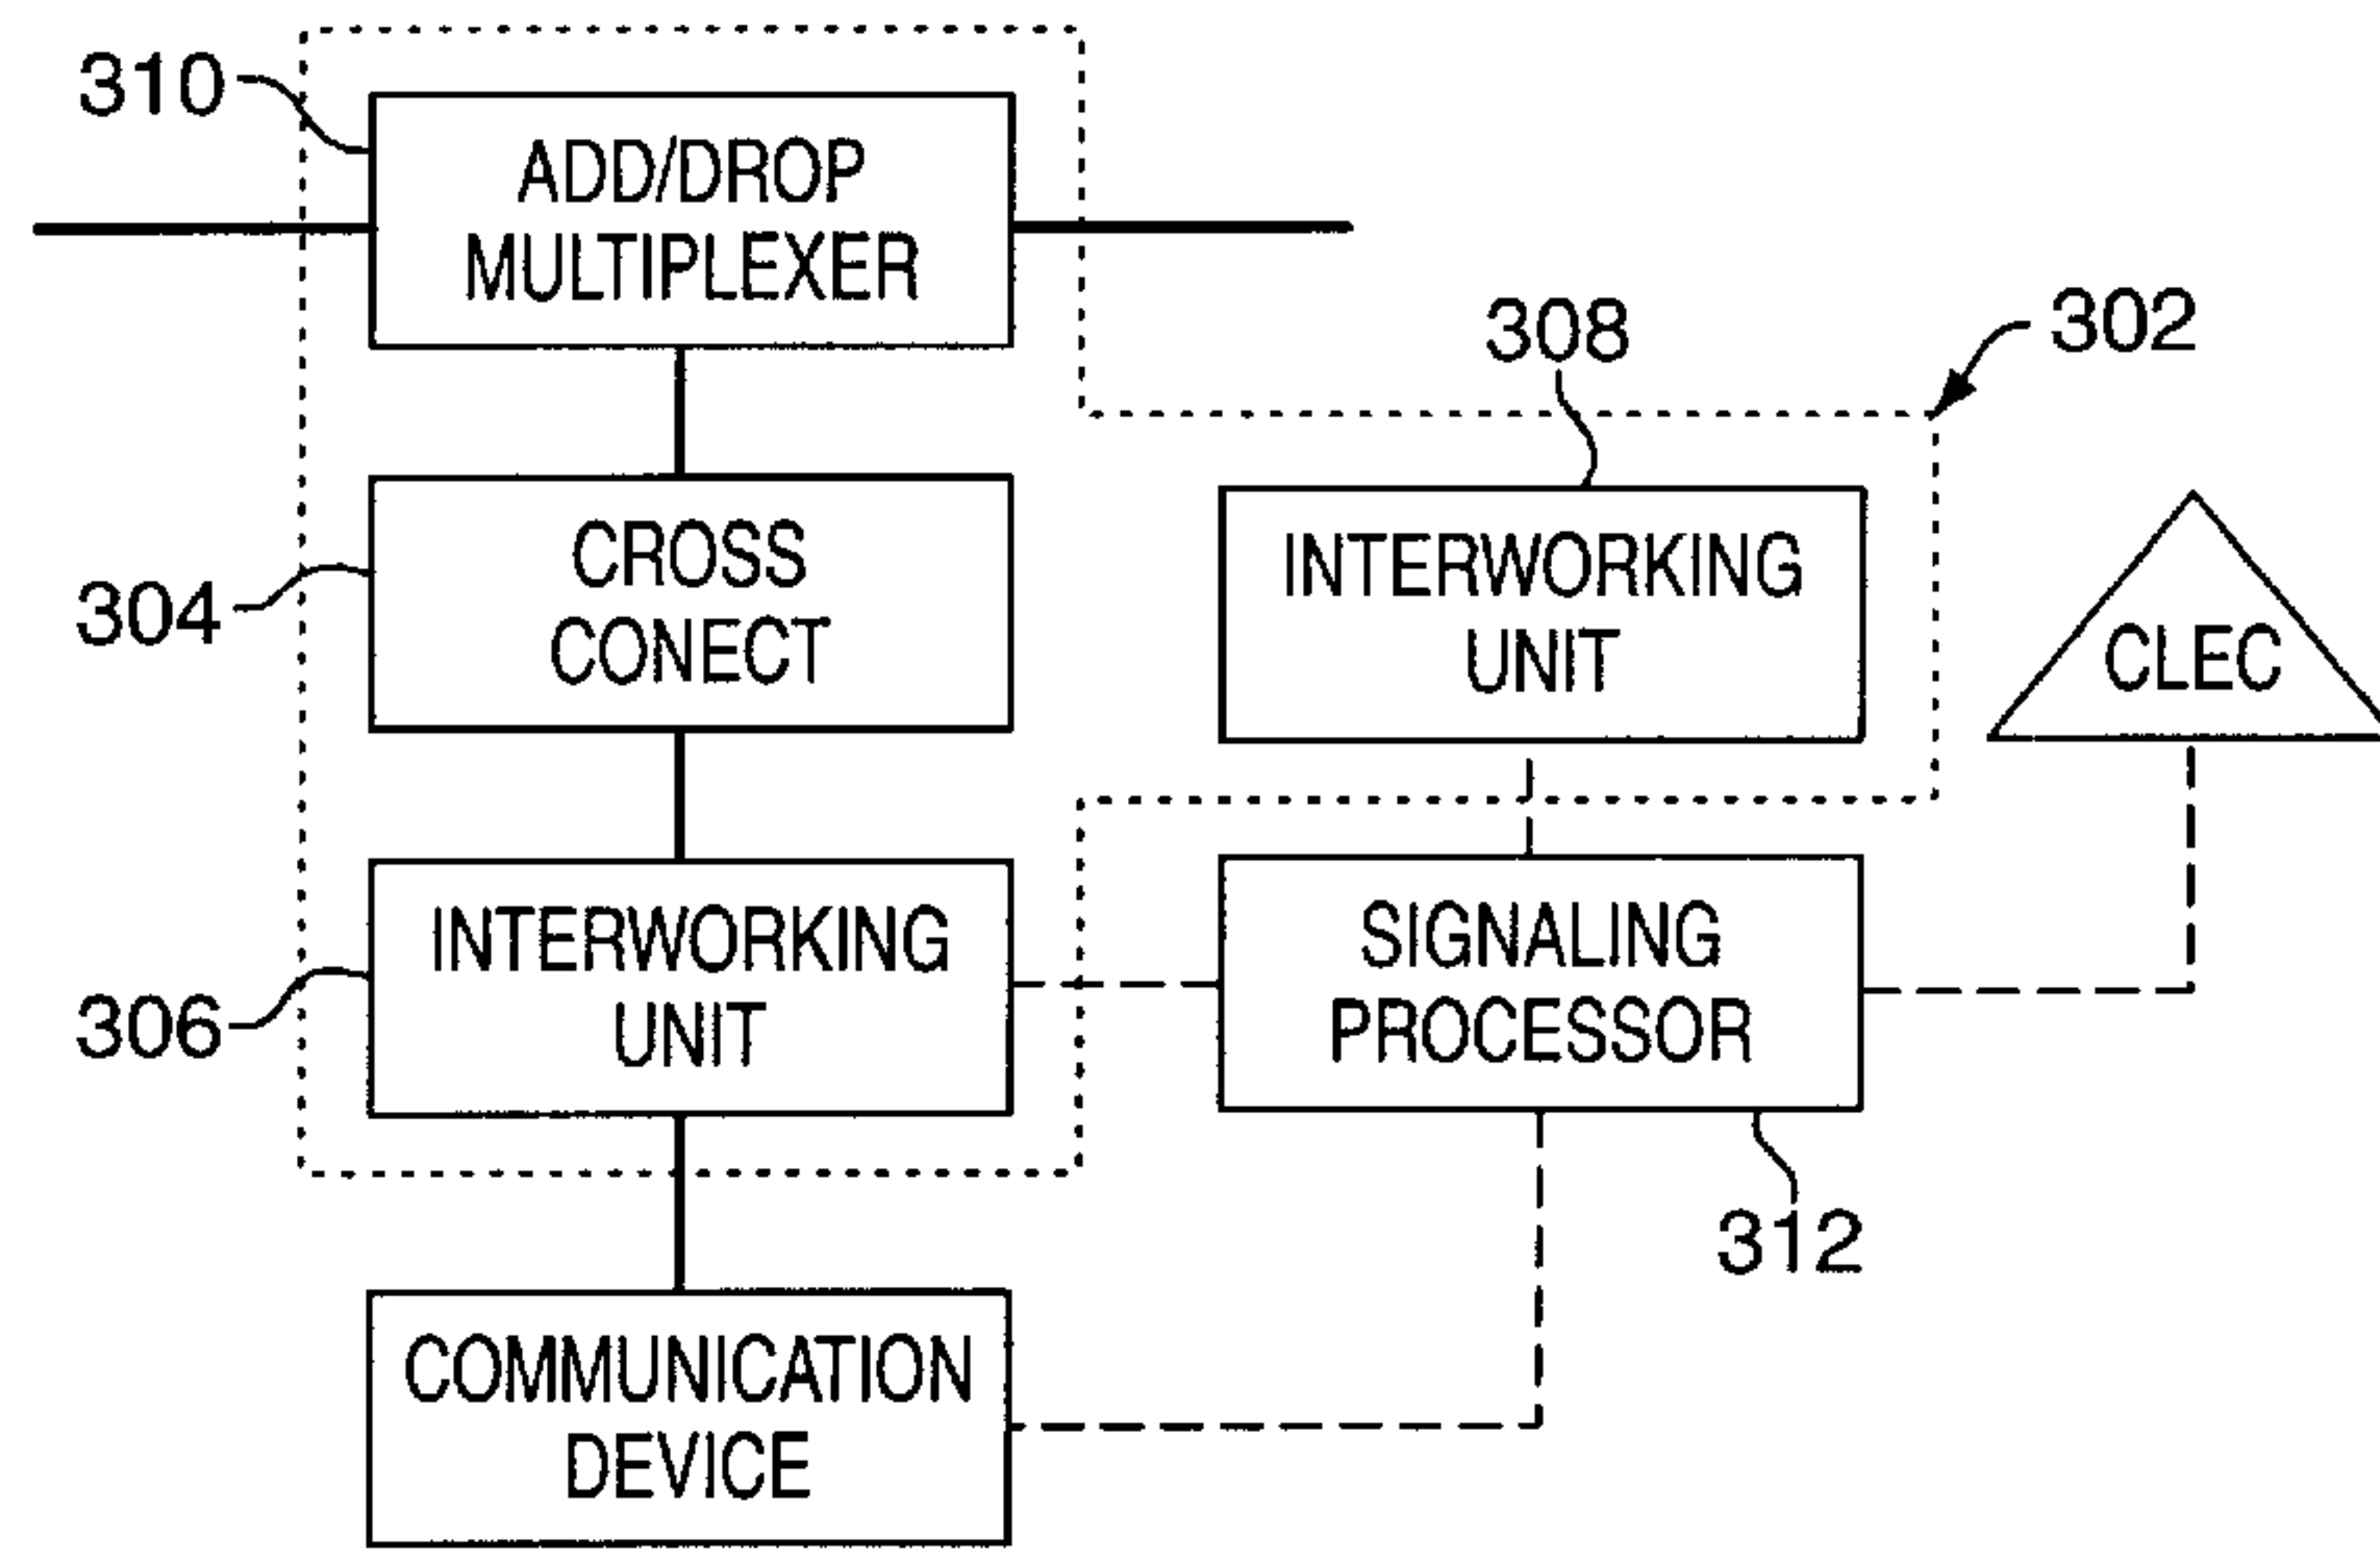 310
ADD/DROP
MULTIPLEXER
308
302
304
CROSS
CONECT
INTERWORKING
UNIT
CLEC
306
INTERWORKING
UNIT
SIGNALING
PROCESSOR
312
COMMUNICATION
DEVICE